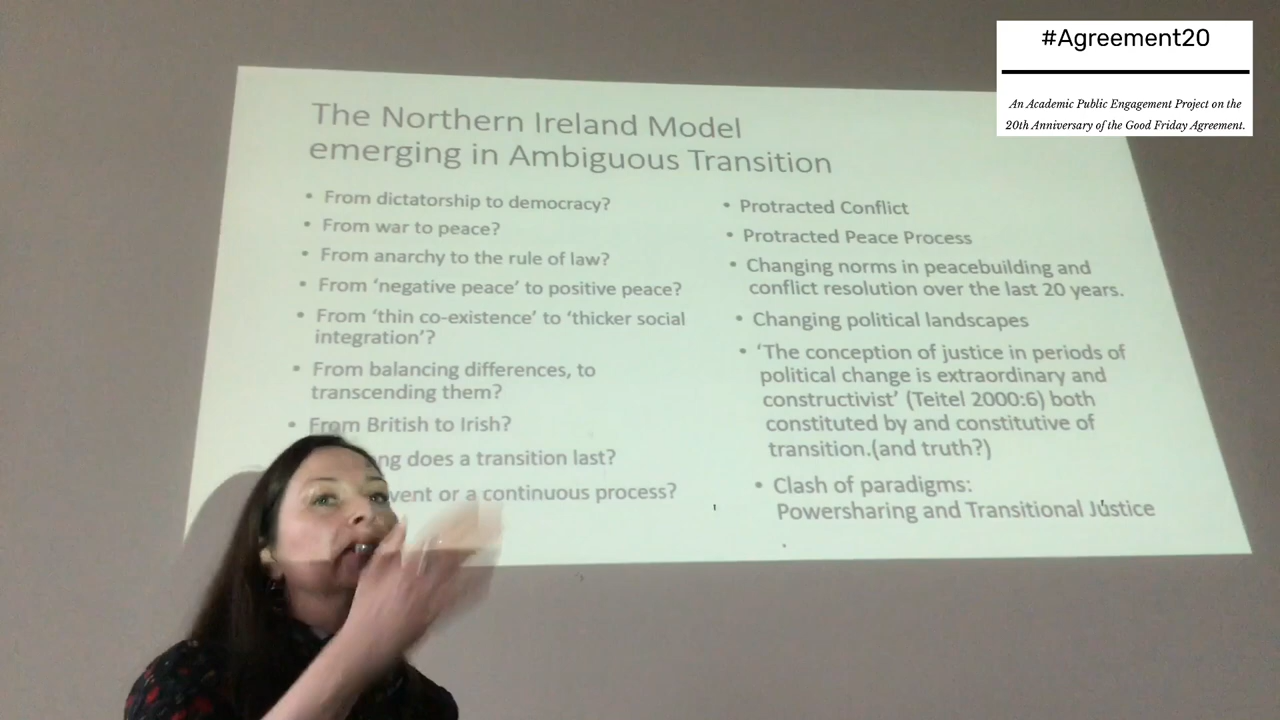 #Agreement20
An Academic Public Engagement Project on the
20th Anniversary of the Good Friday Agreement.
The Northern Ireland Model
emerging in Ambiguous Transition
• From dictatorship to democracy?
• From war to peace?
• From anarchy to the rule of law?
• From ‘negative peace’ to positive peace?
• From ‘thin co-existence’ to ‘thicker social
integration’?
• From balancing differences, to
transcending them?
• From British to Irish?
does a transition last?
or a continuous process?
• Protracted Conflict
• Protracted Peace Process
• Changing norms in peacebuilding and
conflict resolution over the last 20 years.
• Changing political landscapes
• ‘The conception of justice in periods of
political change is extraordinary and
constructivist’ (Teitel 2000:6) both
constituted by and constitutive of
transition.(and truth?)
• Clash of paradigms:
Powersharing and Transitional Justice